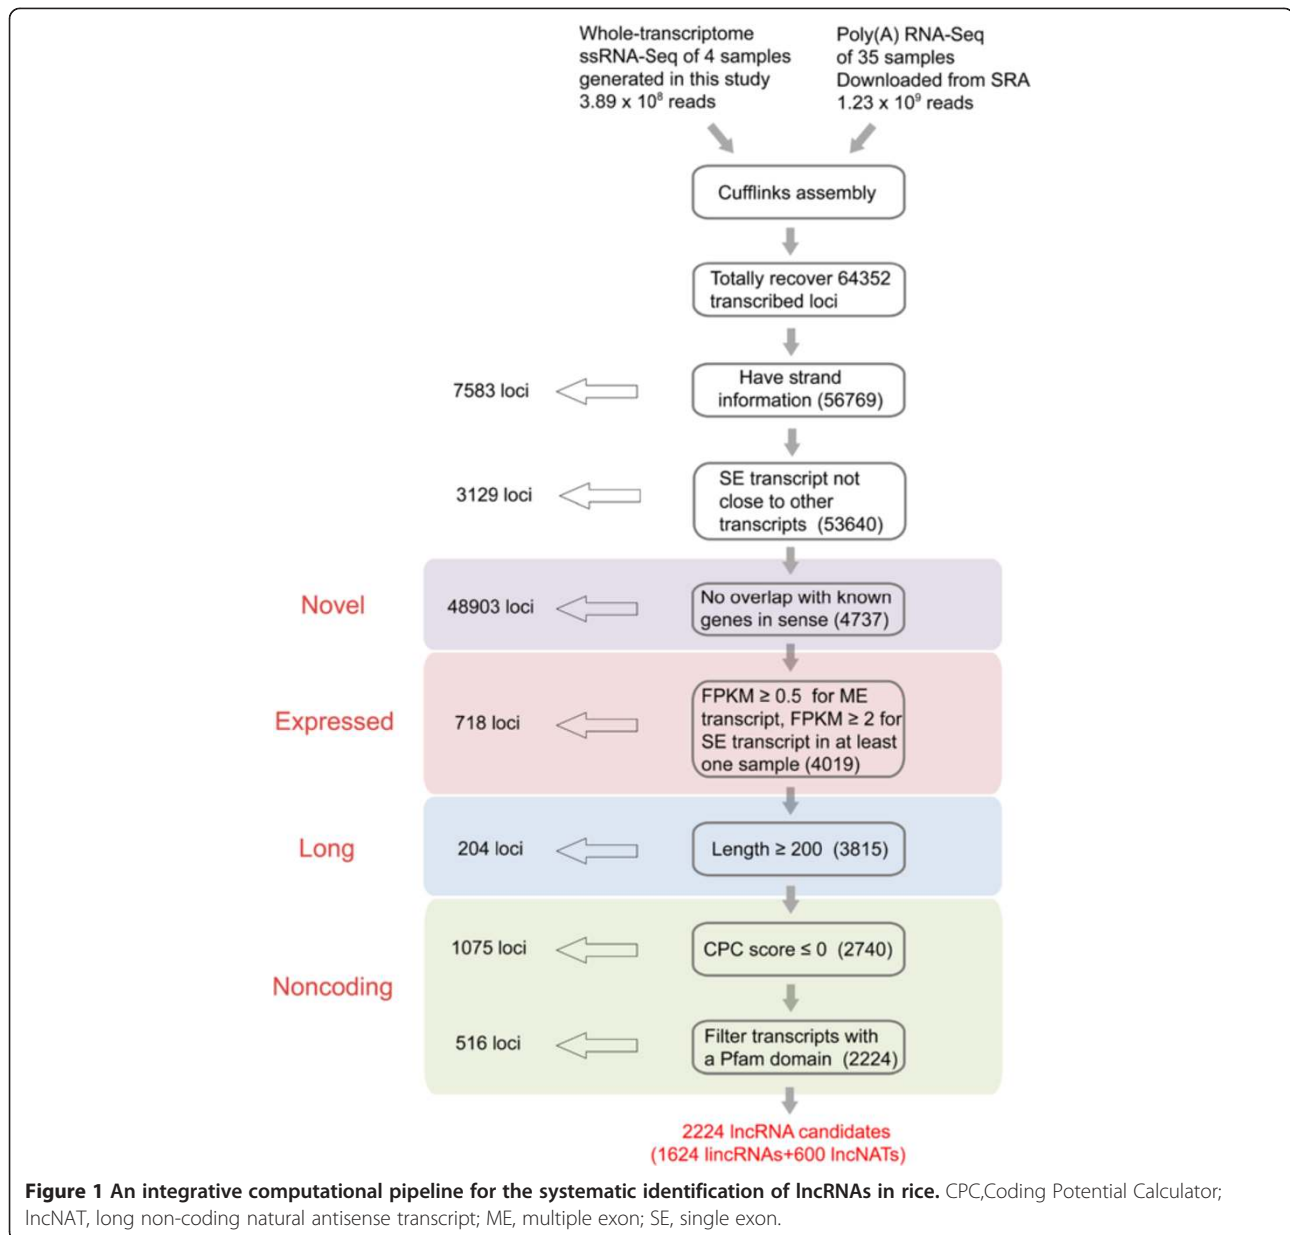 Whole-transcriptome
ssRNA-Seq of 4 samples
generated in this study
3.89 x 10⁸ reads
Poly(A) RNA-Seq
of 35 samples
Downloaded from SRA
1.23 x 10⁹ reads
Cufflinks assembly
Totally recover 64352
transcribed loci
7583 loci
Have strand
information (56769)
3129 loci
SE transcript not
close to other
transcripts (53640)
Novel
48903 loci
No overlap with known
genes in sense (4737)
Expressed
718 loci
FPKM ≥ 0.5 for ME
transcript, FPKM ≥ 2 for
SE transcript in at least
one sample (4019)
Long
204 loci
Length ≥ 200 (3815)
Noncoding
1075 loci
CPC score ≤ 0 (2740)
516 loci
Filter transcripts with
a Pfam domain (2224)
2224 lncRNA candidates
(1624 lincRNAs+600 lncNATs)
Figure 1 An integrative computational pipeline for the systematic identification of lncRNAs in rice. CPC,Coding Potential Calculator;
lncNAT, long non-coding natural antisense transcript; ME, multiple exon; SE, single exon.